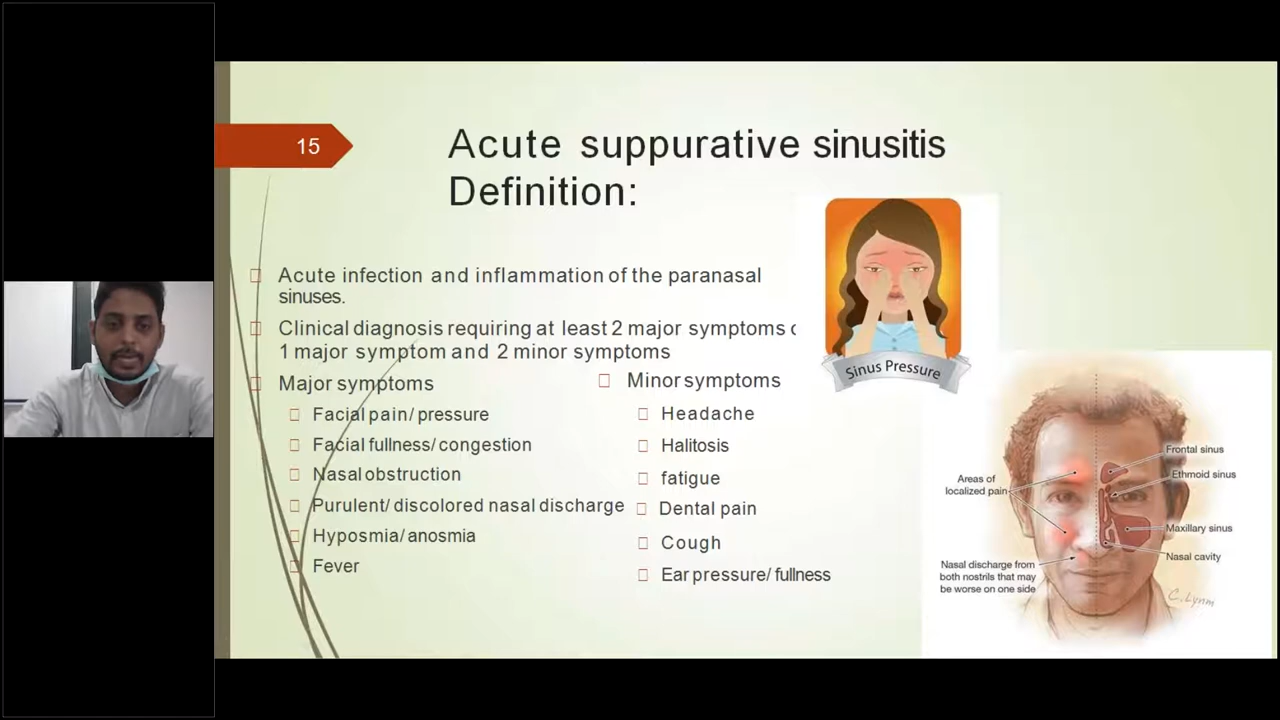 15
Acute suppurative sinusitis
Definition:
Acute infection and inflammation of the paranasal
sinuses.
Clinical diagnosis requiring at least 2 major symptoms
1 major symptom and 2 minor symptoms
Major symptoms
Facial pain/ pressure
Facial fullness/ congestion
Nasal obstruction
Purulent/ discolored nasal discharge
Hyposmia/ anosmia
Fever
Minor symptoms
Headache
Halitosis
fatigue
Dental pain
Cough
Ear pressure/ fullness
Sinus Pressure
Areas of
localized pain
Nasal discharge from
both nostrils that may
be worse on one side
Frontal sinus
Ethmoid sinus
Maxillary sinus
Nasal cavity
C. Lynm